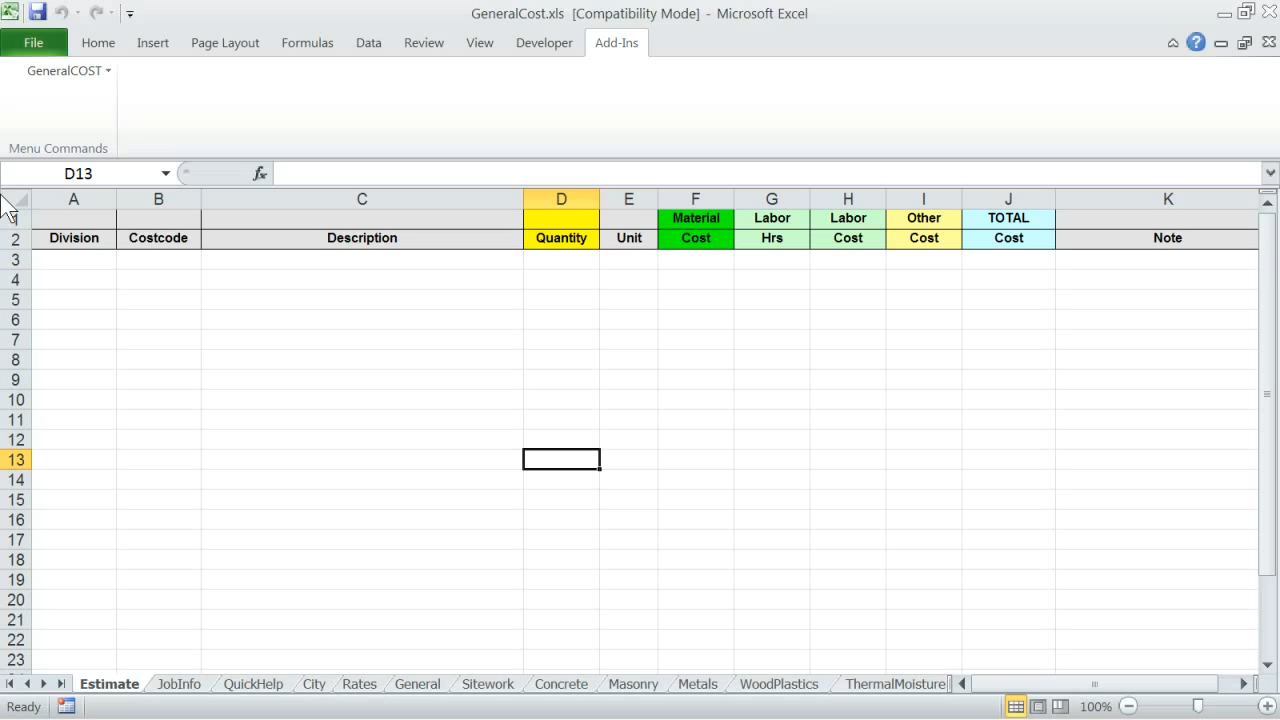 GeneralCost.xls [Compatibility Mode] - Microsoft Excel
File Home Insert Page Layout Formulas Data Review View Developer Add-Ins
GeneralCOST
Menu Commands
D13 fx
A B C D E F G H I J K
1 Material Labor Labor Other TOTAL
2 Division Costcode Description Quantity Unit Cost Hrs Cost Cost Cost Note
3
4
5
6
7
8
9
10
11
12
13
14
15
16
17
18
19
20
21
22
23
Estimate JobInfo QuickHelp City Rates General Sitework Concrete Masonry Metals WoodPlastics ThermalMoisture
Ready 100%